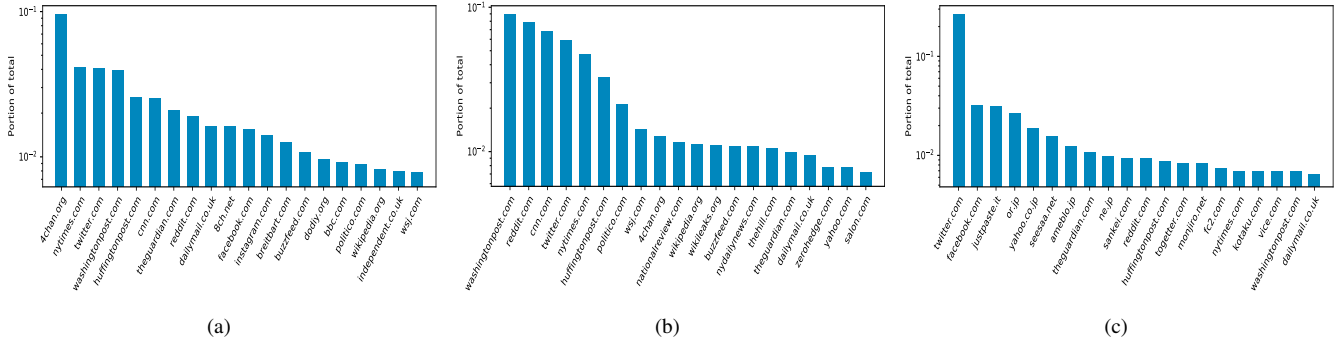 10⁻¹
10⁻²
Portion of total
4chan.org
nytimes.com
twitter.com
washingtonpost.com
huffingtonpost.com
cnn.com
theguardian.com
reddit.com
dailymail.co.uk
8ch.net
facebook.com
instagram.com
breitbart.com
buzzfeed.com
dodly.org
bbc.com
politico.com
wikipedia.org
independent.co.uk
wsj.com
(a)
10⁻¹
10⁻²
Portion of total
washingtonpost.com
reddit.com
cnn.com
twitter.com
nytimes.com
huffingtonpost.com
politico.com
wsj.com
4chan.org
nationalreview.com
wikipedia.org
wikileaks.org
buzzfeed.com
nydailynews.com
thehill.com
theguardian.com
dailymail.co.uk
zerohedge.com
yahoo.com
salon.com
(b)
10⁻¹
10⁻²
Portion of total
twitter.com
facebook.com
justpaste.it
or.jp
yahoo.co.jp
seesaa.net
ameblo.jp
theguardian.com
ne.jp
sankei.com
reddit.com
huffingtonpost.com
togetter.com
monjiro.net
fc2.com
nytimes.com
kotaku.com
vice.com
washingtonpost.com
dailymail.co.uk
(c)